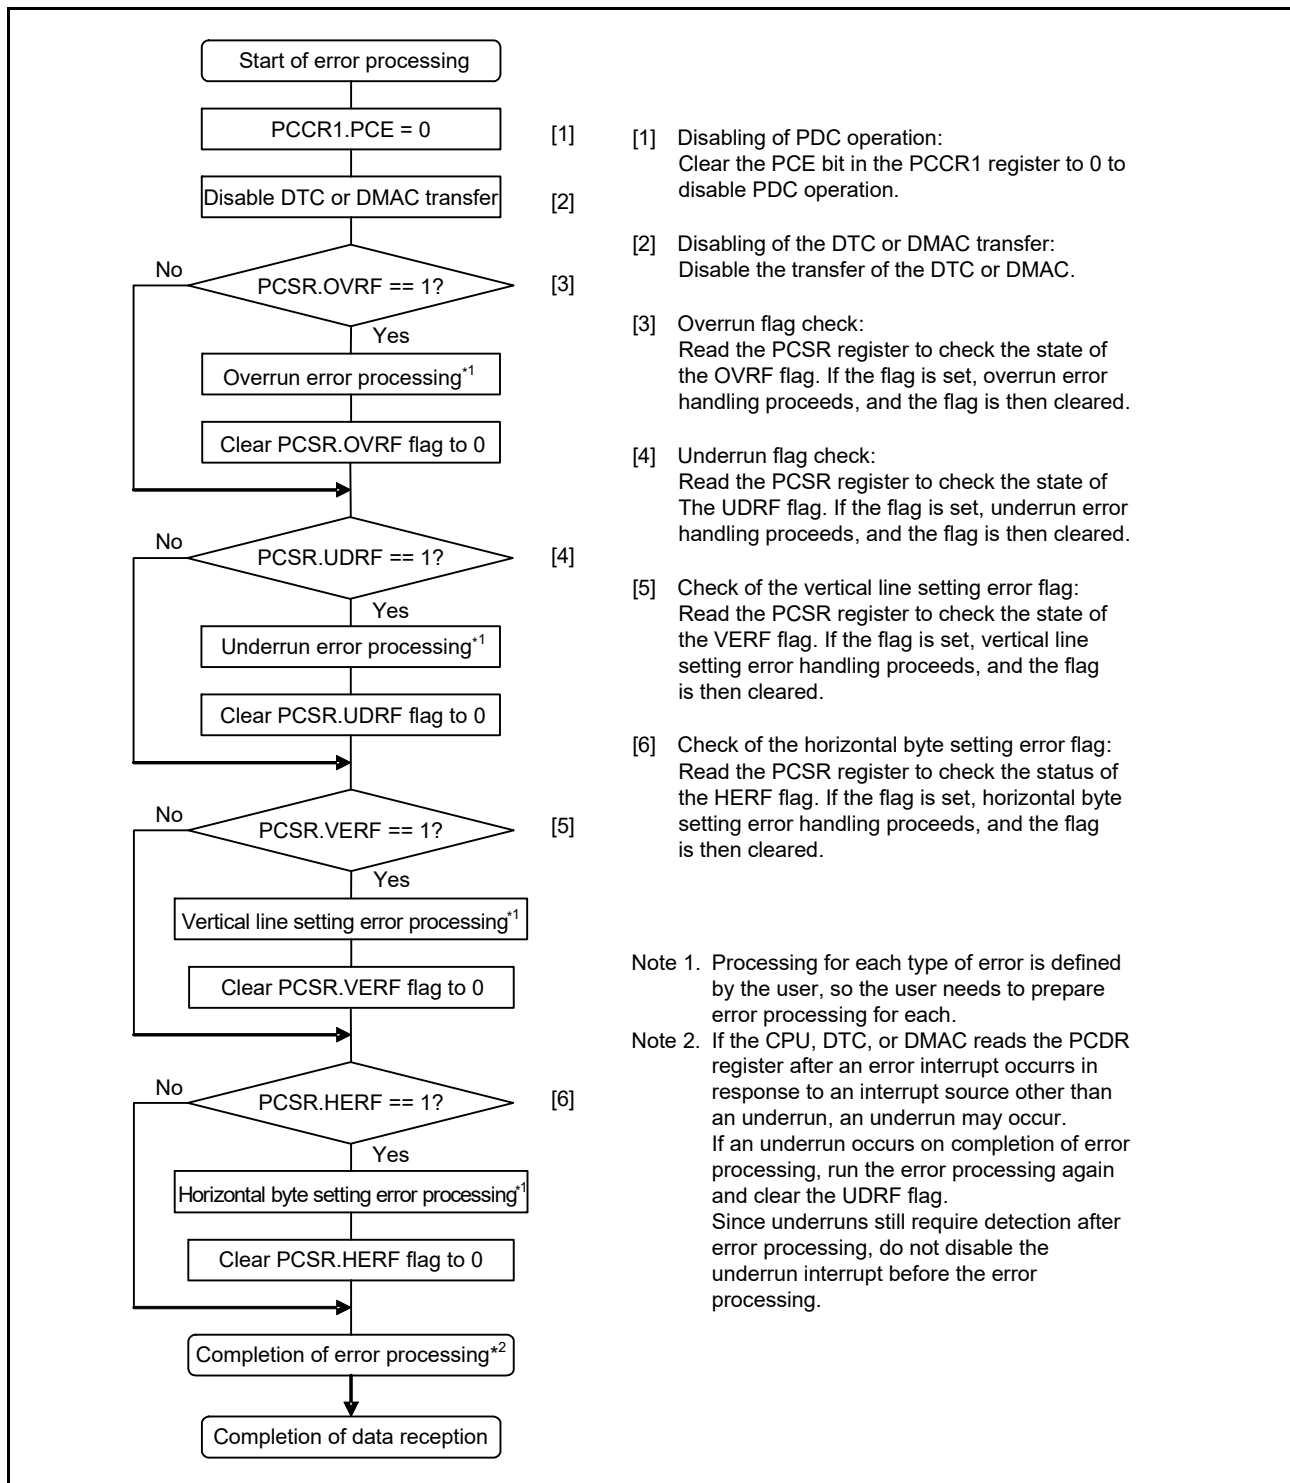 Start of error processing
PCCR1.PCE = 0
[1]
Disable DTC or DMAC transfer
[2]
No
PCSR.OVRF == 1?
[3]
Yes
Overrun error processing*1
Clear PCSR.OVRF flag to 0
No
PCSR.UDRF == 1?
[4]
Yes
Underrun error processing*1
Clear PCSR.UDRF flag to 0
No
PCSR.VERF == 1?
[5]
Yes
Vertical line setting error processing*1
Clear PCSR.VERF flag to 0
No
PCSR.HERF == 1?
[6]
Yes
Horizontal byte setting error processing*1
Clear PCSR.HERF flag to 0
Completion of error processing*2
Completion of data reception
[1] Disabling of PDC operation:
Clear the PCE bit in the PCCR1 register to 0 to
disable PDC operation.
[2] Disabling of the DTC or DMAC transfer:
Disable the transfer of the DTC or DMAC.
[3] Overrun flag check:
Read the PCSR register to check the state of
the OVRF flag. If the flag is set, overrun error
handling proceeds, and the flag is then cleared.
[4] Underrun flag check:
Read the PCSR register to check the state of
The UDRF flag. If the flag is set, underrun error
handling proceeds, and the flag is then cleared.
[5] Check of the vertical line setting error flag:
Read the PCSR register to check the state of
the VERF flag. If the flag is set, vertical line
setting error handling proceeds, and the flag
is then cleared.
[6] Check of the horizontal byte setting error flag:
Read the PCSR register to check the status of
the HERF flag. If the flag is set, horizontal byte
setting error handling proceeds, and the flag
is then cleared.
Note 1. Processing for each type of error is defined
by the user, so the user needs to prepare
error processing for each.
Note 2. If the CPU, DTC, or DMAC reads the PCDR
register after an error interrupt occurrs in
response to an interrupt source other than
an underrun, an underrun may occur.
If an underrun occurs on completion of error
processing, run the error processing again
and clear the UDRF flag.
Since underruns still require detection after
error processing, do not disable the
underrun interrupt before the error
processing.